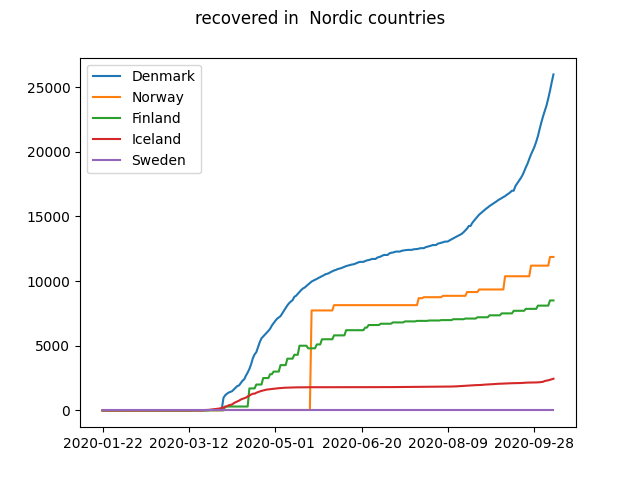 recovered in  Nordic countries
Denmark
Norway
Finland
Iceland
Sweden
25000
20000
15000
10000
5000
0
2020-01-22 2020-03-12 2020-05-01 2020-06-20 2020-08-09 2020-09-28